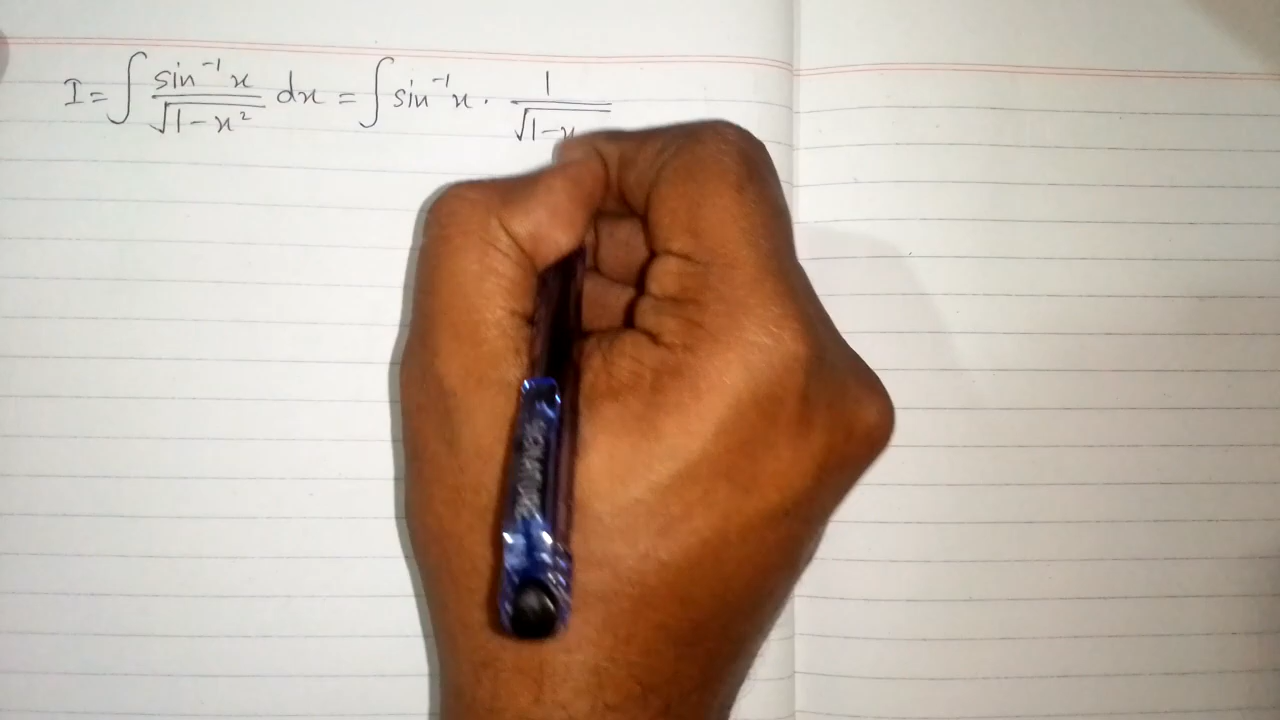 I = ∫ sin⁻¹x / √(1-x²) dx = ∫ sin⁻¹x · 1 / √(1-x